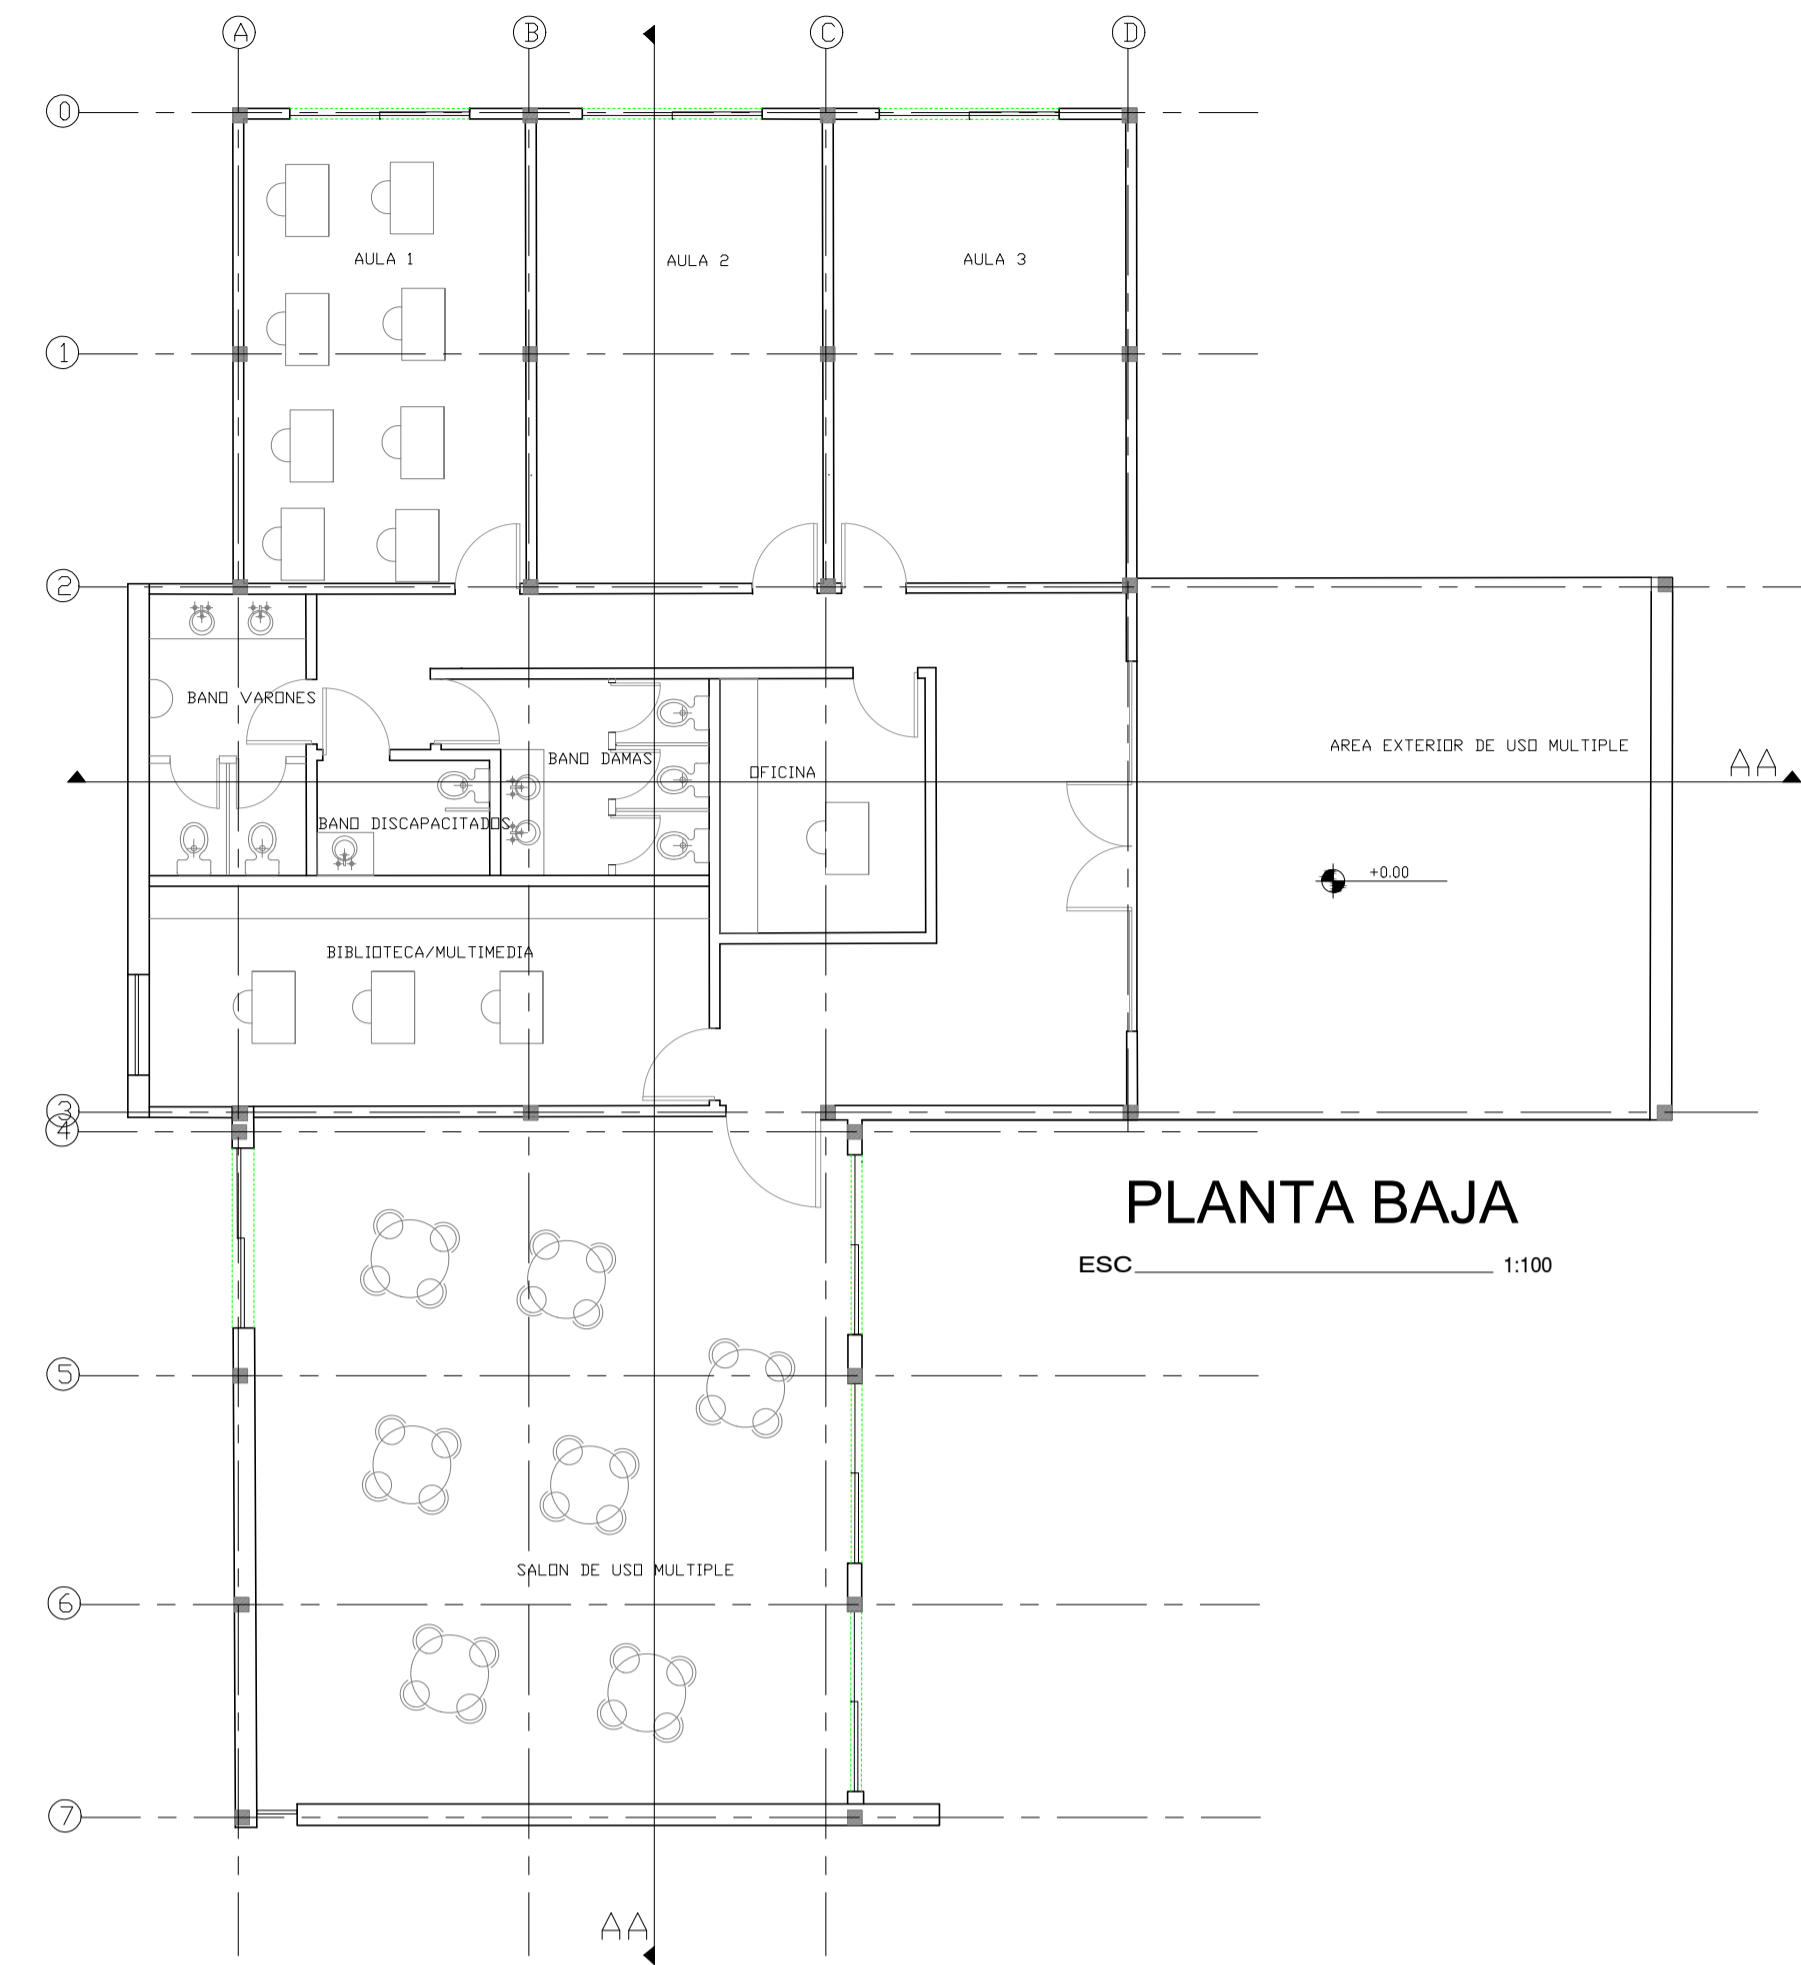 A B C D
0
AULA 1 AULA 2 AULA 3
1
2
BANO VARONES
AREA EXTERIOR DE USO MULTIPLE
BANO DAMAS
OFICINA
AA
BANO DISCAPACITADOS
+0.00
BIBLIOTECA/MULTIMEDIA
3
4
PLANTA BAJA
ESC 1:100
5
SALON DE USO MULTIPLE
6
7
AA